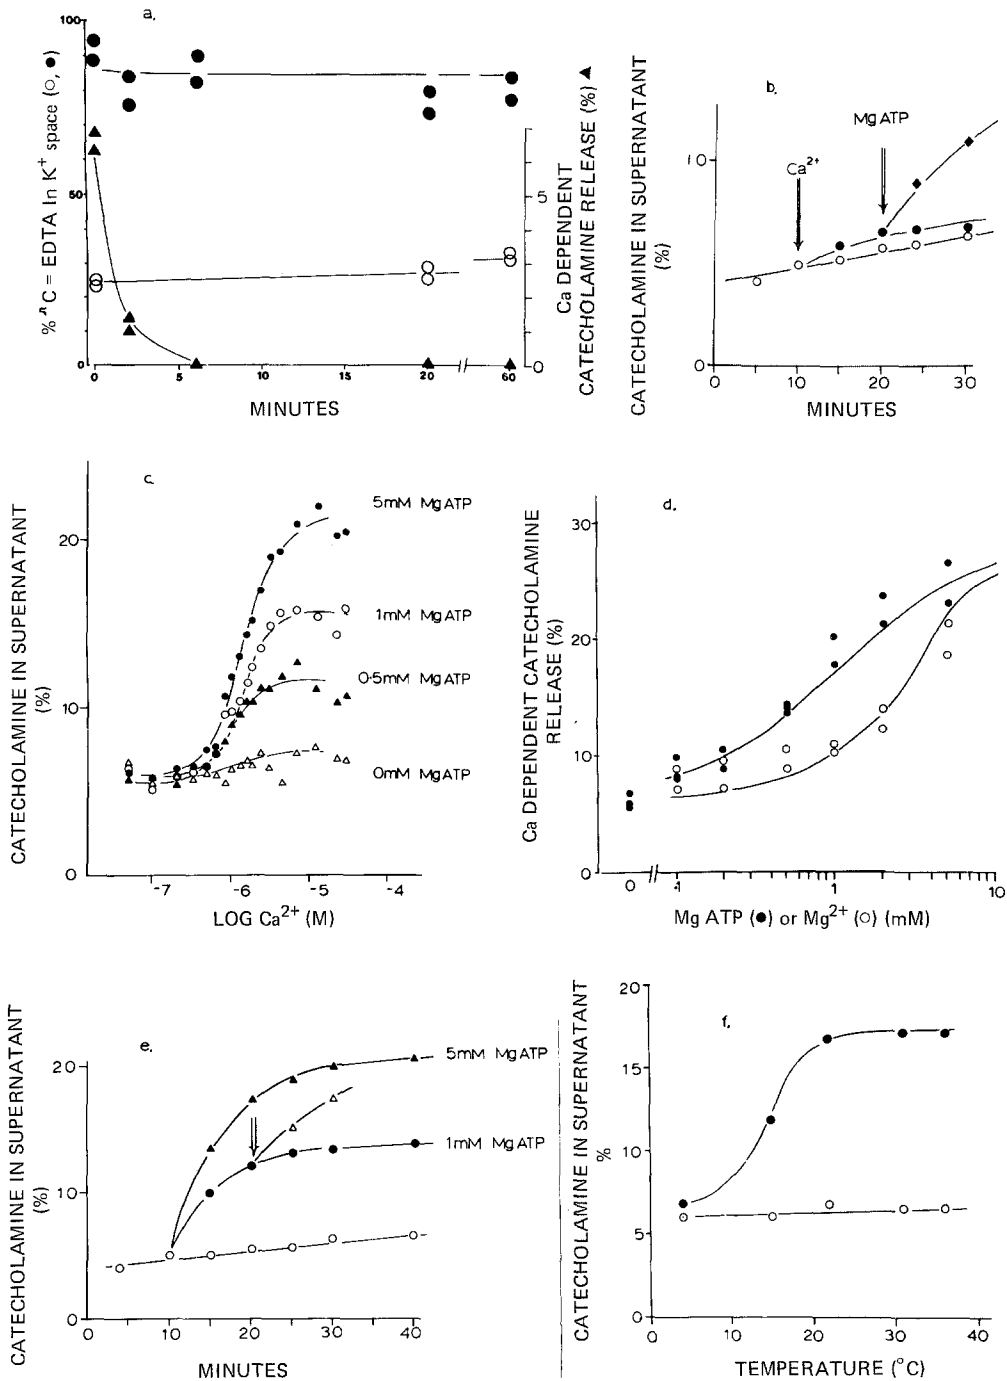 a.
100
50
0
% ¹⁴C = EDTA In K⁺ space (○, ●)
0 5 10 15 20 60
MINUTES
5
0
Ca DEPENDENT
CATECHOLAMINE RELEASE (%) ▲
b.
MgATP
Ca²⁺
10
0
0 10 20 30
MINUTES
CATECHOLAMINE IN SUPERNATANT
(%)
c.
5mM MgATP
1mM MgATP
0·5mM MgATP
0mM MgATP
20
10
0
-7 -6 -5 -4
LOG Ca²⁺ (M)
CATECHOLAMINE IN SUPERNATANT
(%)
d.
30
20
10
0
0 ·1 1 10
Mg ATP (●) or Mg²⁺ (○) (mM)
Ca DEPENDENT CATECHOLAMINE
RELEASE (%)
e.
5mM MgATP
1mM MgATP
20
10
0
0 10 20 30 40
MINUTES
CATECHOLAMINE IN SUPERNATANT
(%)
f.
20
15
10
5
0
0 10 20 30 40
TEMPERATURE (°C)
CATECHOLAMINE IN SUPERNATANT
%